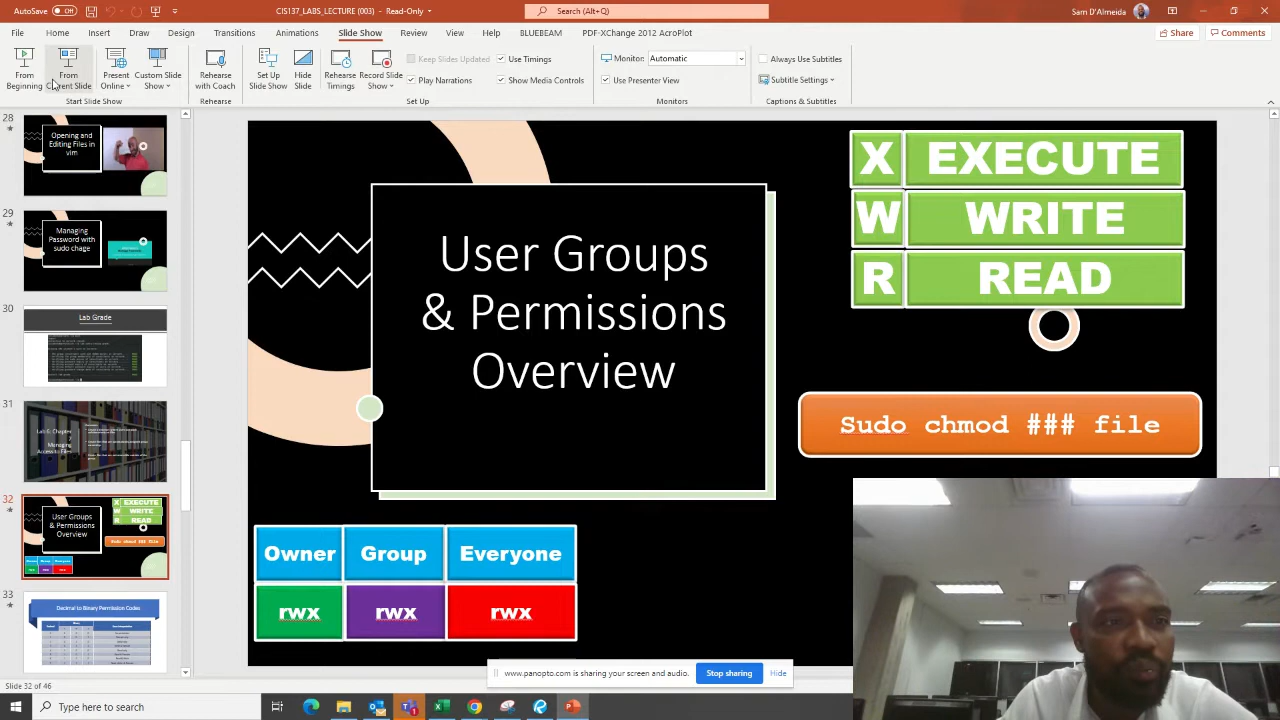 AutoSave Off
CIS137_LABS_LECTURE (003) - Read-Only
Search (Alt+Q)
Sam D'Almeida
File Home Insert Draw Design Transitions Animations Slide Show Review View Help BLUEBEAM PDF-XChange 2012 AcroPlot
Share Comments
From Beginning
From Current Slide
Present Online
Custom Slide Show
Rehearse with Coach
Set Up Slide Show
Hide Slide
Rehearse Timings
Record Slide Show
Keep Slides Updated
Play Narrations
Use Timings
Show Media Controls
Monitor: Automatic
Use Presenter View
Always Use Subtitles
Subtitle Settings
Start Slide Show
Rehearse
Set Up
Monitors
Captions & Subtitles
28
Opening and
Editing Files in
vim
29
Managing
Password with
sudo chage
30
Lab Grade
31
Managing
Access to Files
32
User Groups
& Permissions
Overview
X EXECUTE
W WRITE
R READ
Sudo chmod ### file
33
Decimal to Binary Permission Codes
User Groups
& Permissions
Overview
X EXECUTE
W WRITE
R READ
Sudo chmod ### file
Owner Group Everyone
rwx rwx rwx
www.panopto.com is sharing your screen and audio.
Stop sharing
Hide
Slide 32 of 46
Type here to search